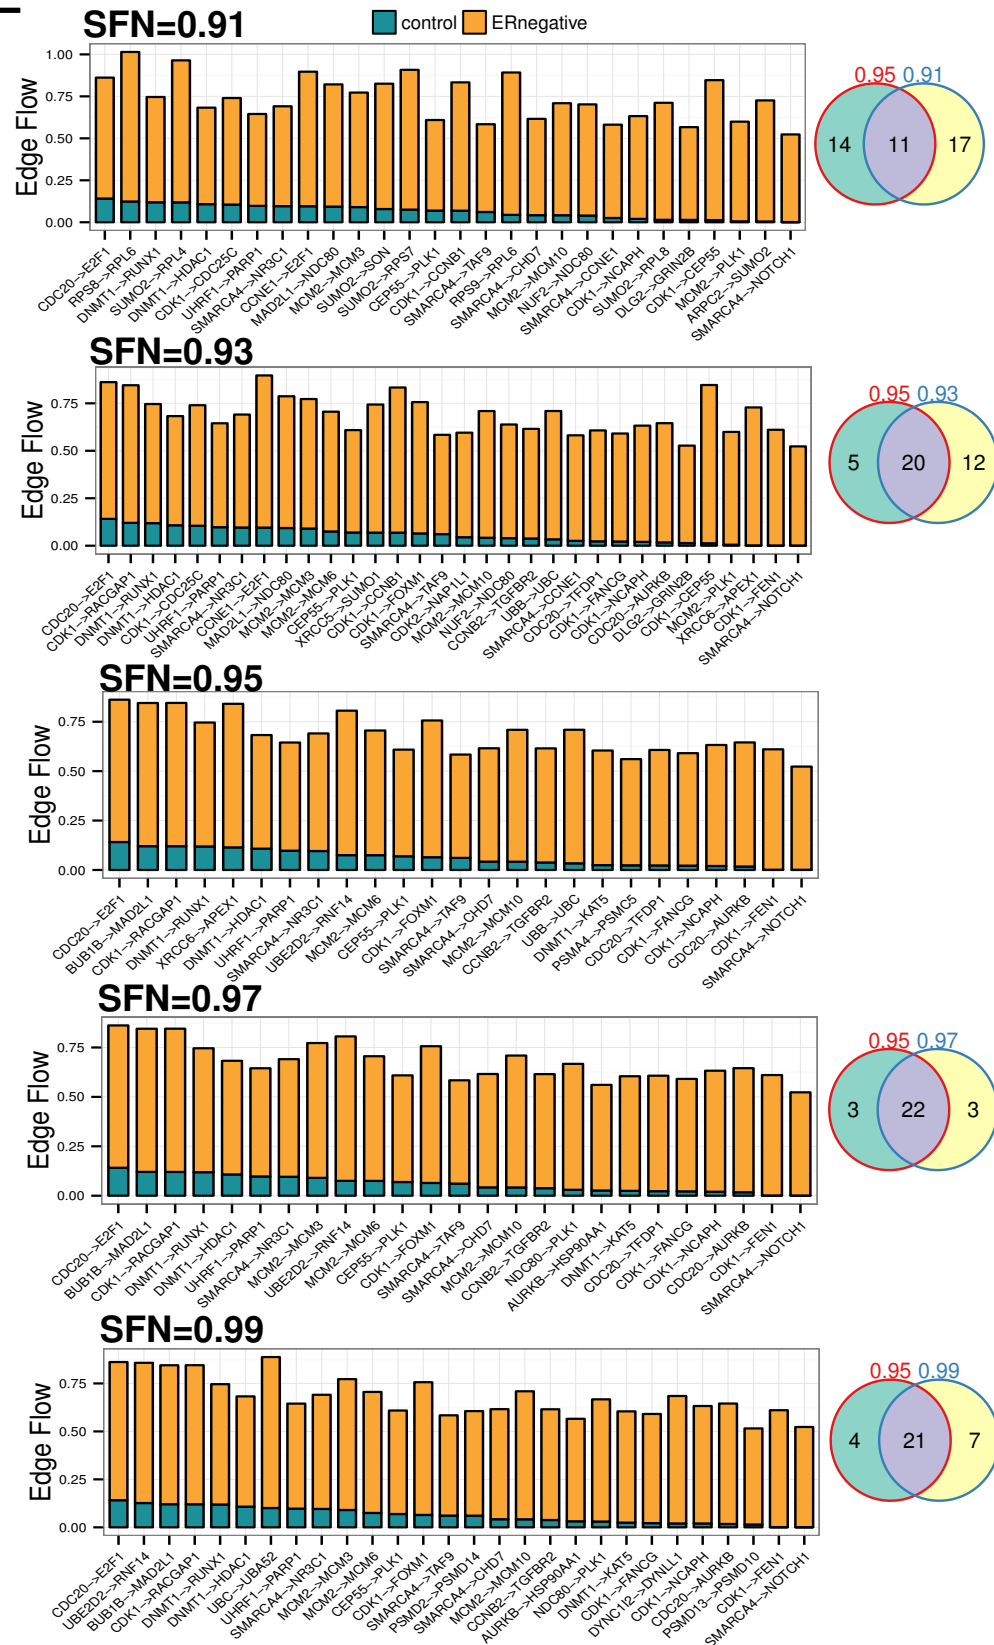 SFN=0.91
control
ERnegative
Edge Flow
1.00
0.75
0.50
0.25
0.00
CDC20->E2F1
RPS8->RPL6
DNMT1->RUNX1
SUMO2->RPL4
DNMT1->HDAC1
CDK1->CDC25C
UHRF1->PARP1
SMARCA4->NR3C1
CCNE1->E2F1
MAD2L1->NDC80
MCM2->MCM3
SUMO2->SON
SUMO2->RPS7
CEP55->PLK1
CDK1->CCNB1
SMARCA4->TAF9
RPS9->RPL6
SMARCA4->CHD7
MCM2->MCM10
NUF2->NDC80
SMARCA4->CCNE1
CDK1->NCAPH
SUMO2->RPL8
DLG2->GRIN2B
CDK1->CEP55
MCM2->PLK1
ARPC2->SUMO2
SMARCA4->NOTCH1
0.95 0.91
14 11 17
SFN=0.93
Edge Flow
0.75
0.50
0.25
0.00
CDC20->E2F1
CDK1->RACGAP1
DNMT1->RUNX1
DNMT1->HDAC1
CDK1->CDC25C
UHRF1->PARP1
SMARCA4->NR3C1
CCNE1->E2F1
MAD2L1->NDC80
MCM2->MCM3
MCM2->MCM6
CEP55->PLK1
XRCC5->SUMO1
CDK1->CCNB1
CDK1->FOXM1
SMARCA4->TAF9
CDK2->NAP1L1
MCM2->MCM10
NUF2->NDC80
CCNB2->TGFBR2
UBB->UBC
SMARCA4->CCNE1
CDC20->TFDP1
CDK1->FANCG
CDK1->NCAPH
CDC20->AURKB
DLG2->GRIN2B
CDK1->CEP55
MCM2->PLK1
XRCC6->APEX1
CDK1->FEN1
SMARCA4->NOTCH1
0.95 0.93
5 20 12
SFN=0.95
Edge Flow
0.75
0.50
0.25
0.00
CDC20->E2F1
BUB1B->MAD2L1
CDK1->RACGAP1
DNMT1->RUNX1
XRCC6->APEX1
DNMT1->HDAC1
UHRF1->PARP1
SMARCA4->NR3C1
UBE2D2->RNF14
MCM2->MCM6
CEP55->PLK1
CDK1->FOXM1
SMARCA4->TAF9
SMARCA4->CHD7
MCM2->MCM10
CCNB2->TGFBR2
UBB->UBC
DNMT1->KAT5
PSMA4->PSMC5
CDC20->TFDP1
CDK1->FANCG
CDK1->NCAPH
CDC20->AURKB
CDK1->FEN1
SMARCA4->NOTCH1
SFN=0.97
Edge Flow
0.75
0.50
0.25
0.00
CDC20->E2F1
BUB1B->MAD2L1
CDK1->RACGAP1
DNMT1->RUNX1
DNMT1->HDAC1
UHRF1->PARP1
SMARCA4->NR3C1
MCM2->MCM3
UBE2D2->RNF14
MCM2->MCM6
CEP55->PLK1
CDK1->FOXM1
SMARCA4->TAF9
SMARCA4->CHD7
MCM2->MCM10
CCNB2->TGFBR2
NDC80->PLK1
AURKB->HSP90AA1
DNMT1->KAT5
CDC20->TFDP1
CDK1->FANCG
CDK1->NCAPH
CDC20->AURKB
CDK1->FEN1
SMARCA4->NOTCH1
0.95 0.97
3 22 3
SFN=0.99
Edge Flow
0.75
0.50
0.25
0.00
CDC20->E2F1
UBE2D2->RNF14
BUB1B->MAD2L1
CDK1->RACGAP1
DNMT1->RUNX1
DNMT1->HDAC1
UBC->UBA52
UHRF1->PARP1
SMARCA4->NR3C1
MCM2->MCM3
MCM2->MCM6
CEP55->PLK1
CDK1->FOXM1
SMARCA4->TAF9
PSMD2->PSMD14
SMARCA4->CHD7
MCM2->MCM10
CCNB2->TGFBR2
AURKB->HSP90AA1
NDC80->PLK1
DNMT1->KAT5
CDK1->FANCG
DYNC1I2->DYNLL1
CDK1->NCAPH
CDC20->AURKB
PSMD13->PSMD10
CDK1->FEN1
SMARCA4->NOTCH1
0.95 0.99
4 21 7